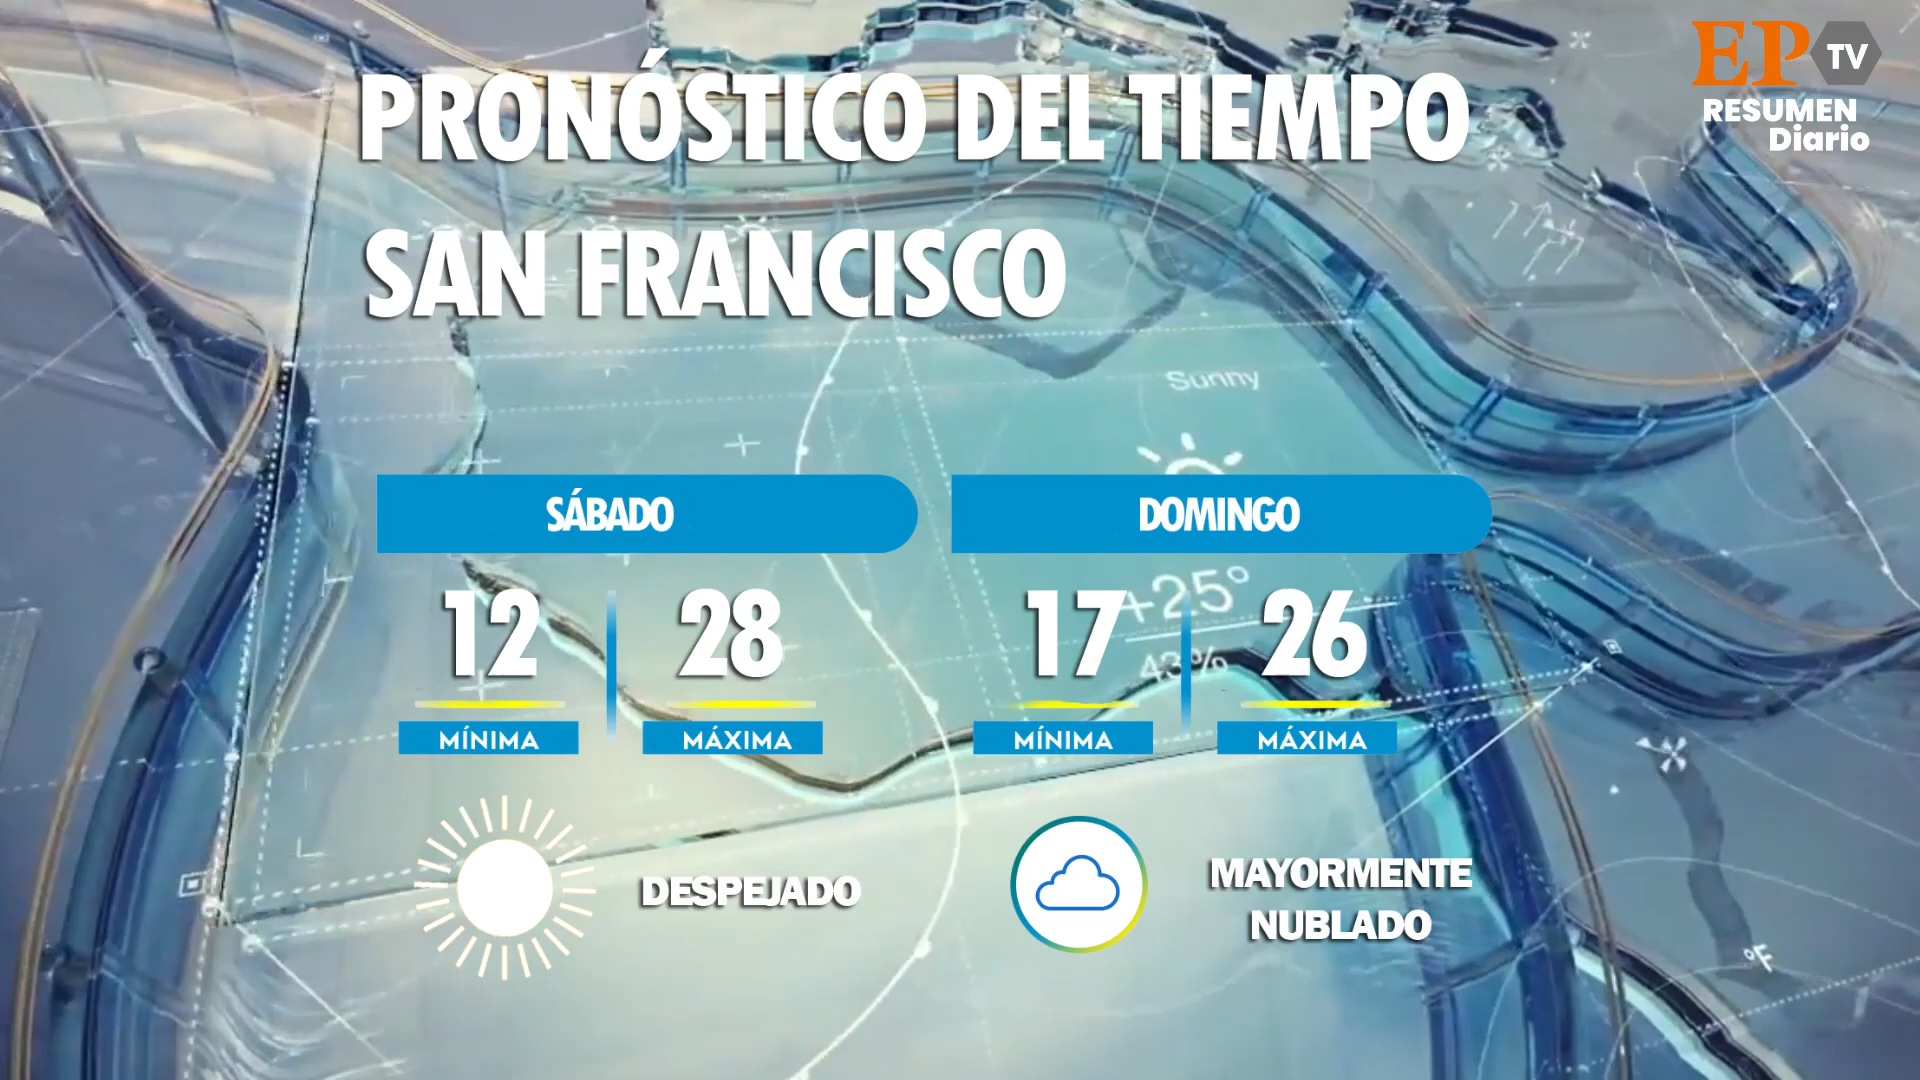 EP TV
RESUMEN
Diario
PRONÓSTICO DEL TIEMPO
SAN FRANCISCO
Sunny
SÁBADO
DOMINGO
12
28
17
26
+25°
43%
MÍNIMA
MÁXIMA
MÍNIMA
MÁXIMA
DESPEJADO
MAYORMENTE
NUBLADO
°F